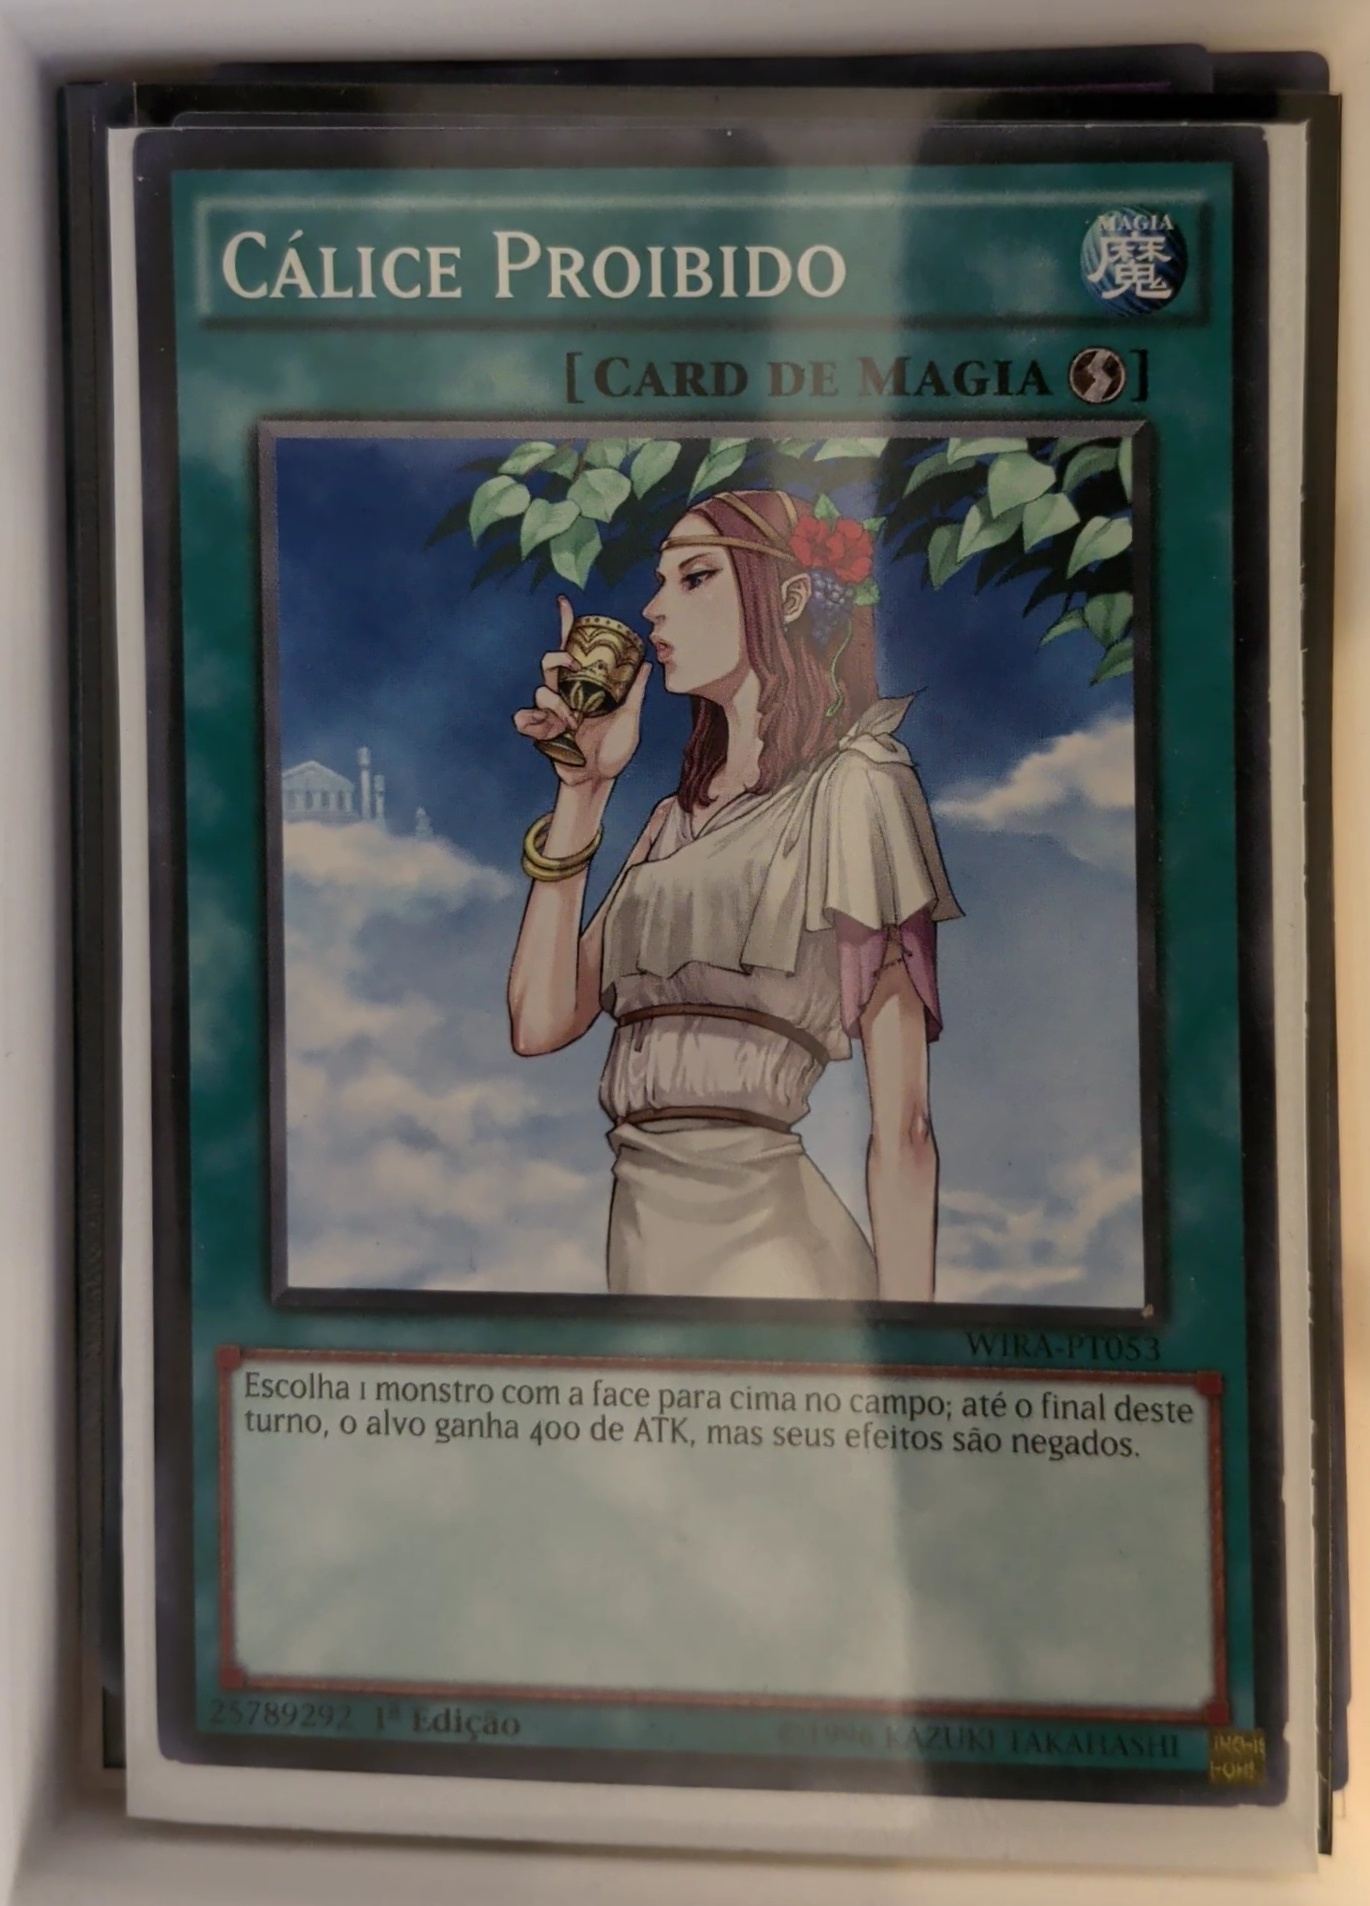 CÁLICE PROIBIDO
MAGIA
魔
[CARD DE MAGIA]
WIRA-PT053
Escolha 1 monstro com a face para cima no campo; até o final deste
turno, o alvo ganha 400 de ATK, mas seus efeitos são negados.
25789292 1ª Edição
©1996 KAZUKI TAKAHASHI